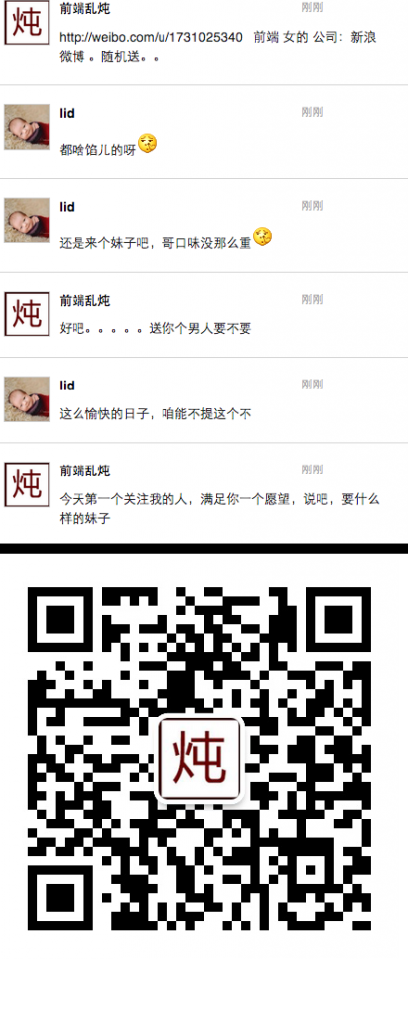 炖
前端乱炖
刚刚
http://weibo.com/u/1731025340 前端 女的 公司：新浪
微博 。随机送。。
lid
刚刚
都啥馅儿的呀
lid
刚刚
还是来个妹子吧，哥口味没那么重
炖
前端乱炖
刚刚
好吧。。。。。送你个男人要不要
lid
刚刚
这么愉快的日子，咱能不提这个不
炖
前端乱炖
刚刚
今天第一个关注我的人，满足你一个愿望，说吧，要什么
样的妹子
炖